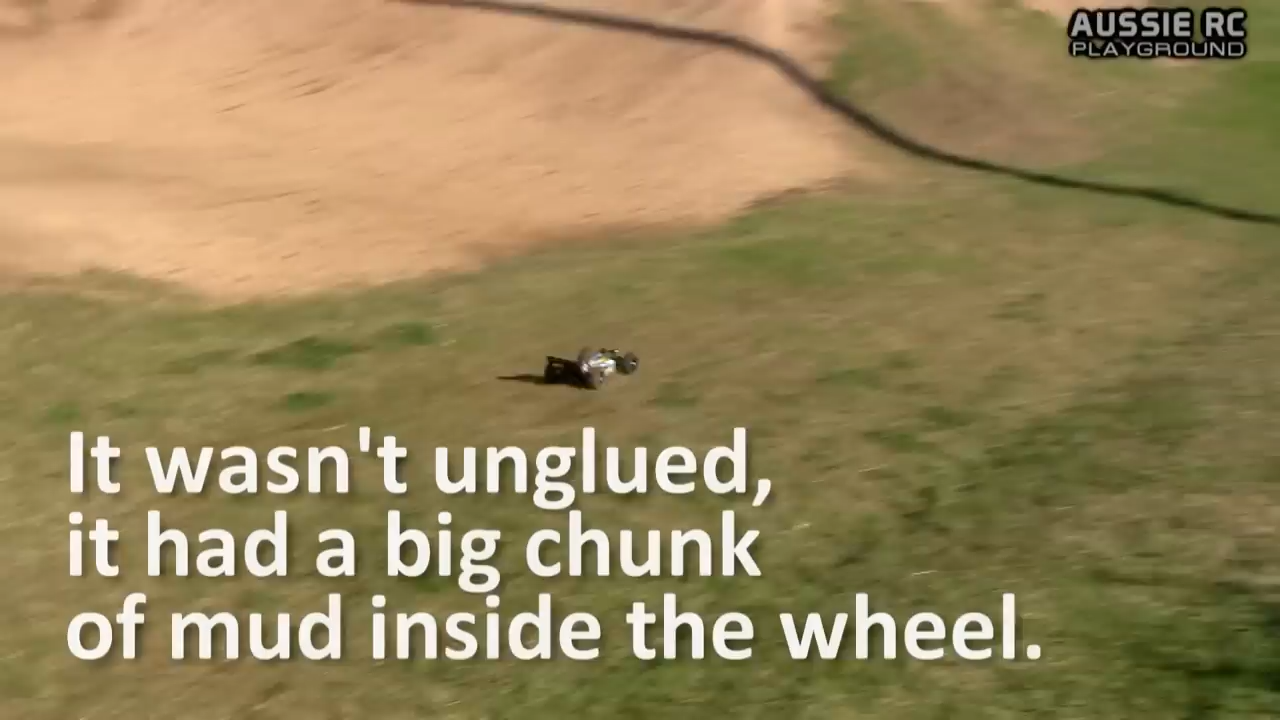 AUSSIE RC
PLAYGROUND
It wasn't unglued,
it had a big chunk
of mud inside the wheel.